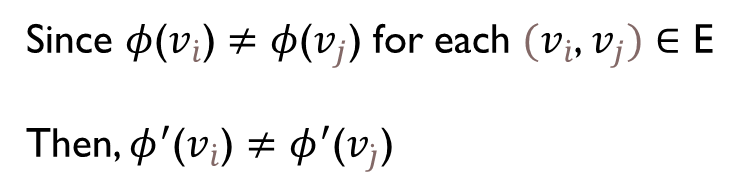 Since ϕ(vᵢ) ≠ ϕ(vⱼ) for each (vᵢ, vⱼ) ∈ E
Then, ϕ′(vᵢ) ≠ ϕ′(vⱼ)